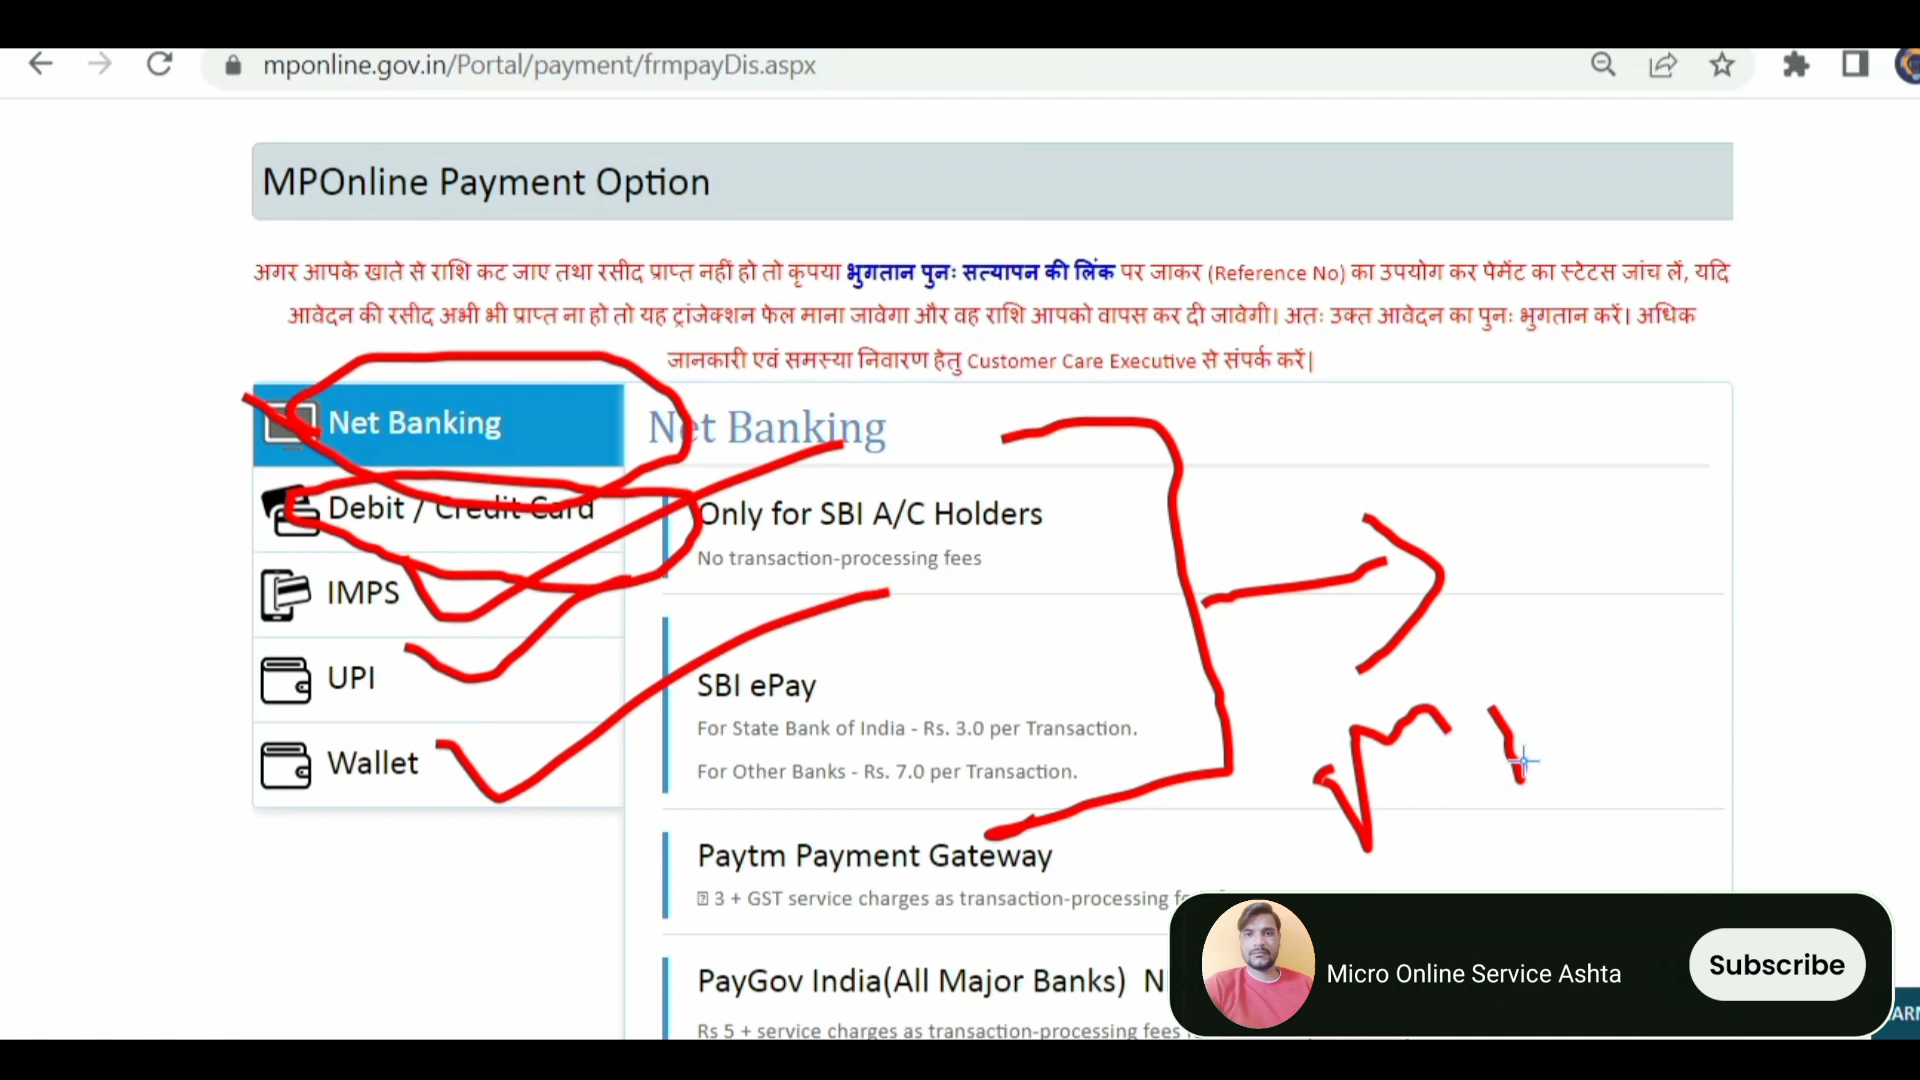 mponline.gov.in/Portal/payment/frmpayDis.aspx
MPOnline Payment Option
अगर आपके खाते से राशि कट जाए तथा रसीद प्राप्त नहीं हो तो कृपया भुगतान पुनः सत्यापन की लिंक पर जाकर (Reference No) का उपयोग कर पेमेंट का स्टेटस जांच लें, यदि
आवेदन की रसीद अभी भी प्राप्त ना हो तो यह ट्रांजेक्शन फेल माना जावेगा और वह राशि आपको वापस कर दी जावेगी। अतः उक्त आवेदन का पुनः भुगतान करें। अधिक
जानकारी एवं समस्या निवारण हेतु Customer Care Executive से संपर्क करें|
Net Banking
Debit / Credit Card
IMPS
UPI
Wallet
Net Banking
Only for SBI A/C Holders
No transaction-processing fees
SBI ePay
For State Bank of India - Rs. 3.0 per Transaction.
For Other Banks - Rs. 7.0 per Transaction.
Paytm Payment Gateway
3 + GST service charges as transaction-processing
PayGov India(All Major Banks)
Rs 5 + service charges as transaction-processing fees
Micro Online Service Ashta
Subscribe